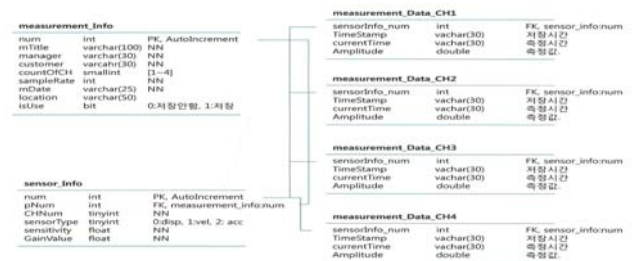 measurement_Info
num int PK, AutoIncrement
mTitle varchar(100) NN
manager varchar(30) NN
customer varcahr(30) NN
countOfCH smallint [1~4]
sampleRate int NN
mDate varchar(25) NN
location varchar(50)
isUse bit 0:저장안함, 1:저장
sensor_Info
num int PK, AutoIncrement
pNum int FK, measurement_info:num
CHNum tinyint NN
sensorType tinyint 0:disp, 1:vel, 2: acc
sensitivity float NN
GainValue float NN
measurement_Data_CH1
sensorInfo_num int FK, sensor_info:num
TimeStamp vachar(30) 저장시간
currentTime vachar(30) 측정시간
Amplitude double 측정값.
measurement_Data_CH2
sensorInfo_num int FK, sensor_info:num
TimeStamp vachar(30) 저장시간
currentTime vachar(30) 측정시간
Amplitude double 측정값.
measurement_Data_CH3
sensorInfo_num int FK, sensor_info:num
TimeStamp vachar(30) 저장시간
currentTime vachar(30) 측정시간
Amplitude double 측정값.
measurement_Data_CH4
sensorInfo_num int FK, sensor_info:num
TimeStamp vachar(30) 저장시간
currentTime vachar(30) 측정시간
Amplitude double 측정값.